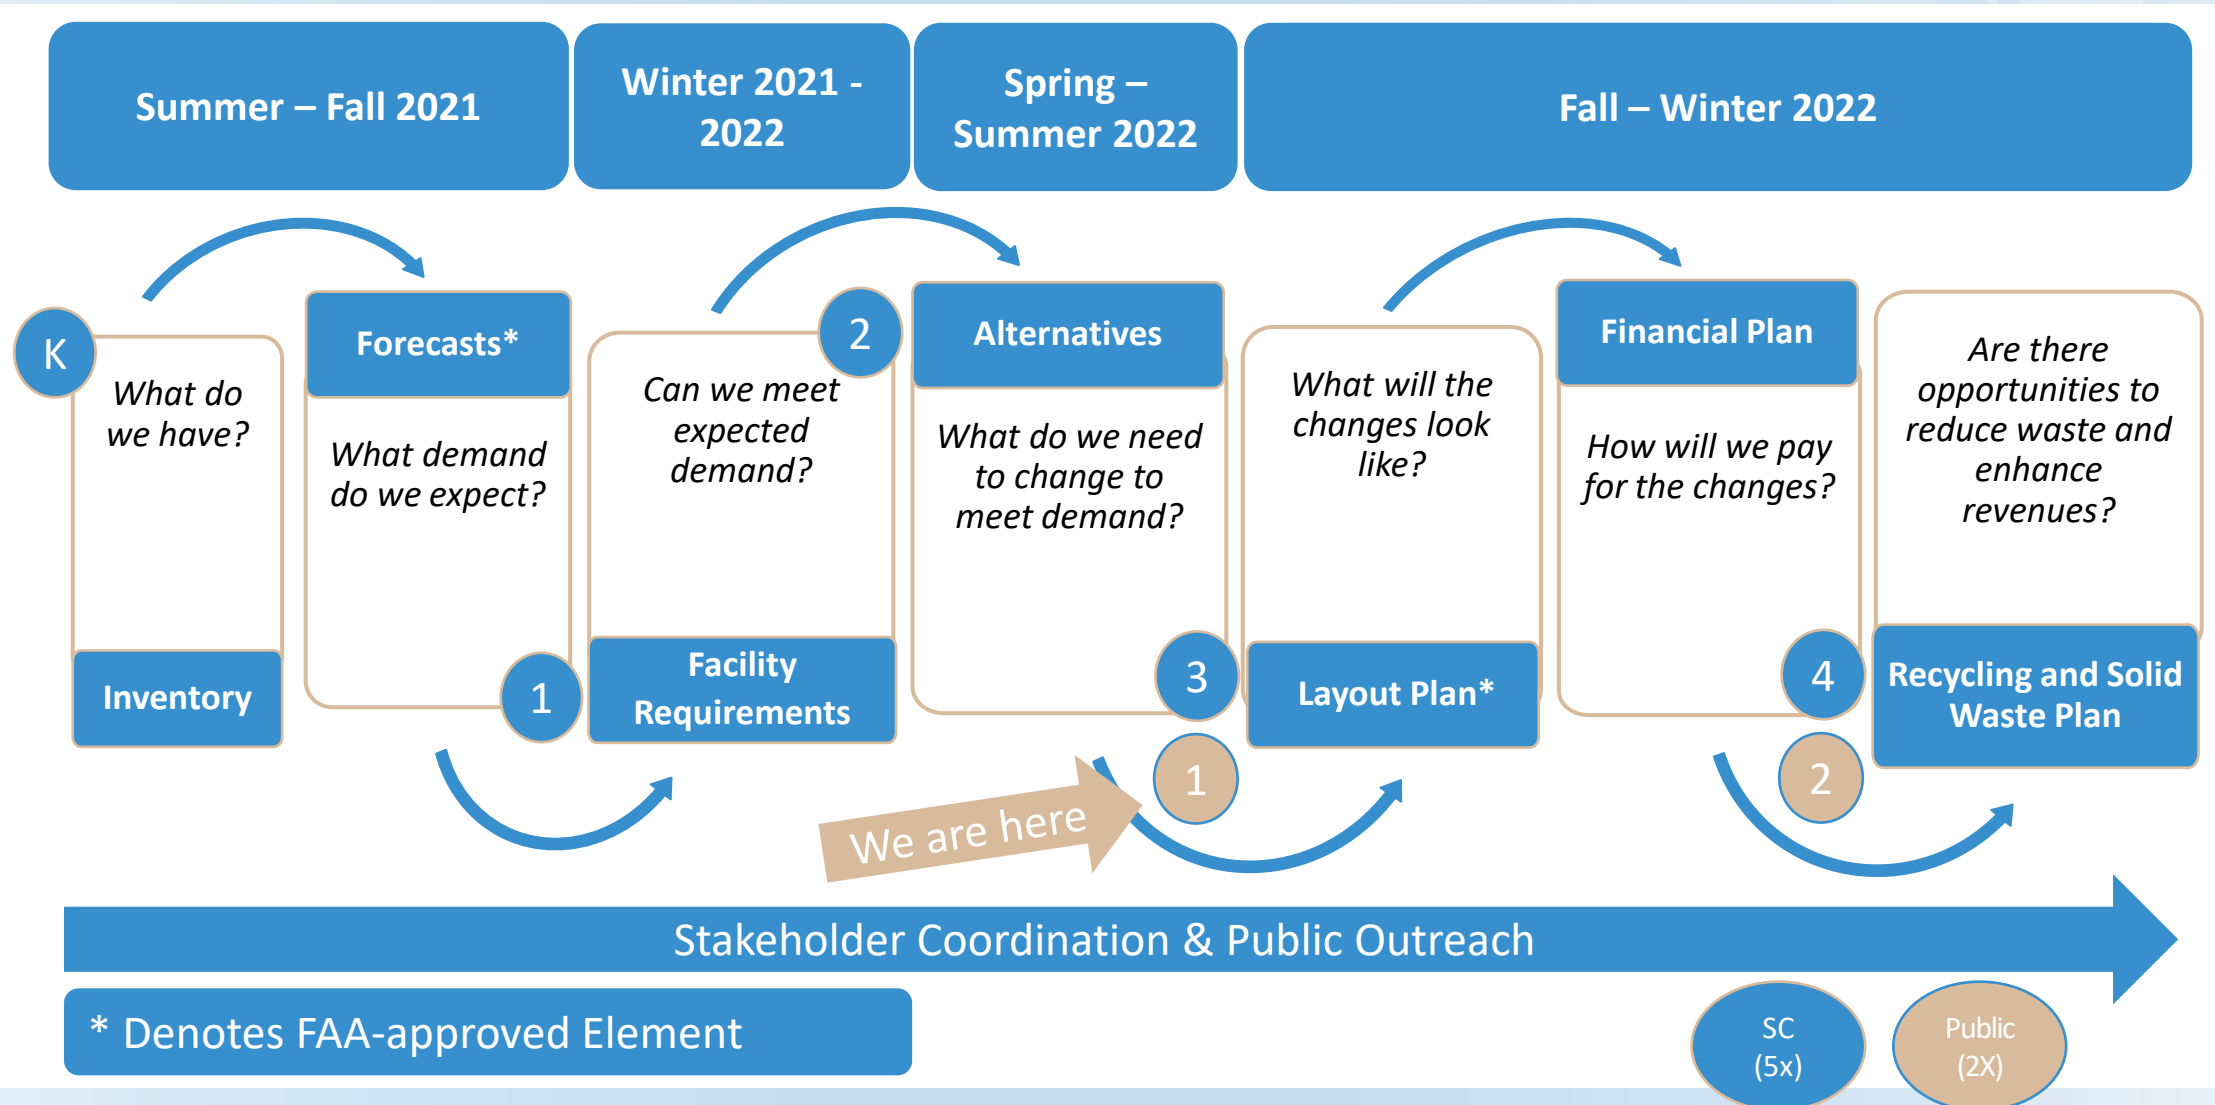 Summer – Fall 2021
Winter 2021 -
2022
Spring –
Summer 2022
Fall – Winter 2022
K
What do
we have?
Inventory
Forecasts*
What demand
do we expect?
1
Can we meet
expected
demand?
Facility
Requirements
2
Alternatives
What do we need
to change to
meet demand?
3
1
We are here
What will the
changes look
like?
Layout Plan*
Financial Plan
How will we pay
for the changes?
4
2
Are there
opportunities to
reduce waste and
enhance
revenues?
Recycling and Solid
Waste Plan
Stakeholder Coordination & Public Outreach
* Denotes FAA-approved Element
SC
(5x)
Public
(2X)